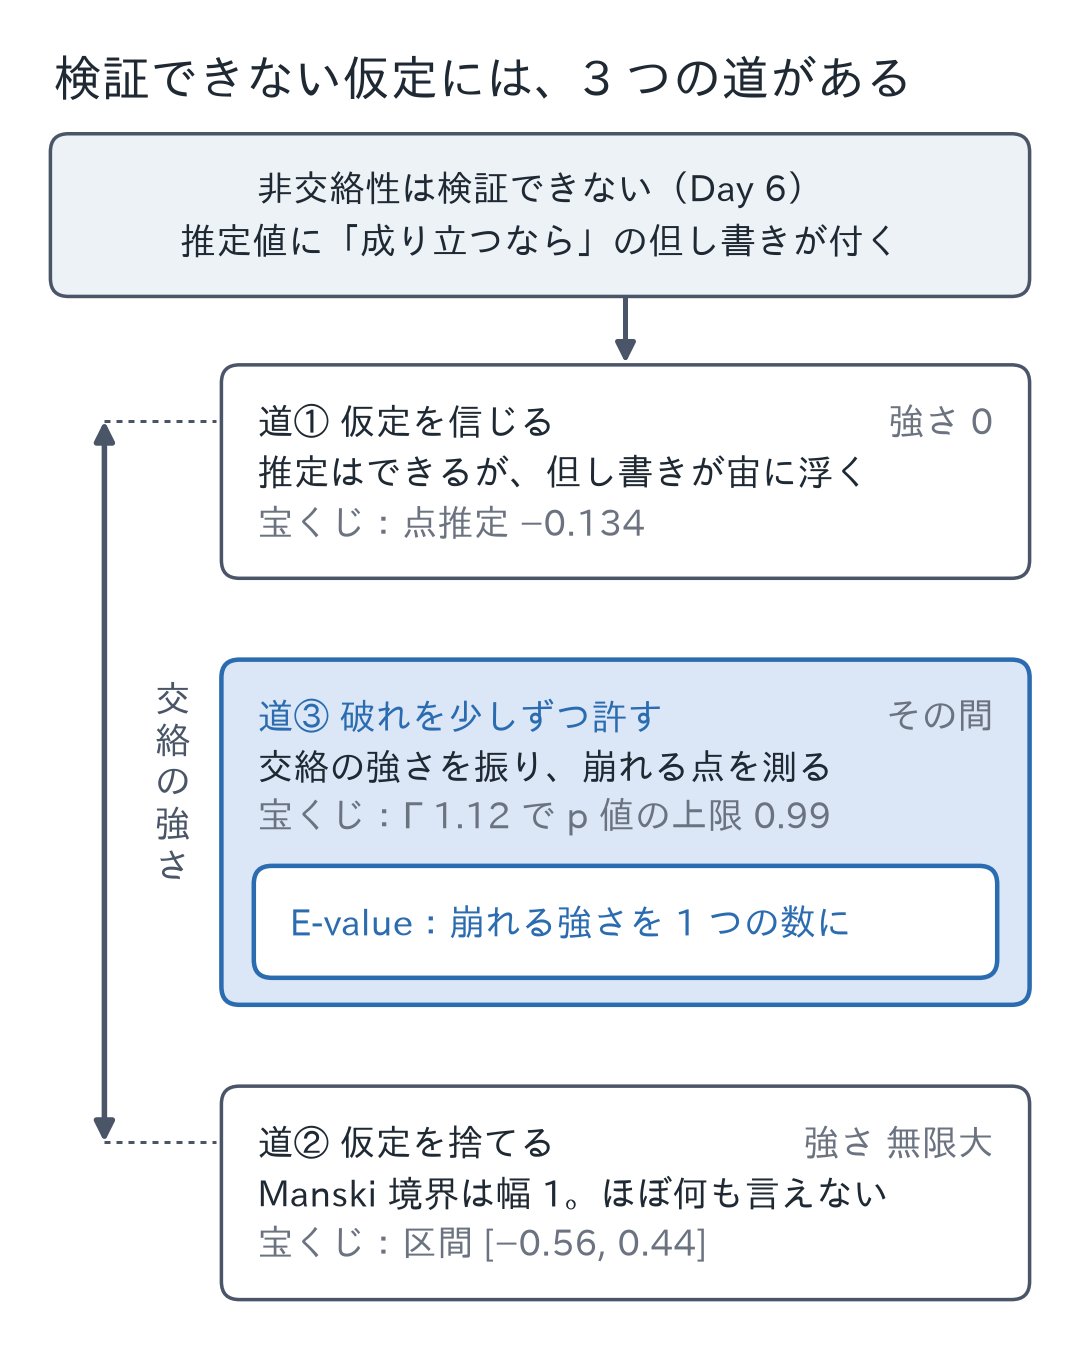 検証できない仮定には、3 つの道がある
非交絡性は検証できない（Day 6）
推定値に「成り立つなら」の但し書きが付く
道① 仮定を信じる
強さ 0
推定はできるが、但し書きが宙に浮く
宝くじ：点推定 −0.134
交絡の強さ
道③ 破れを少しずつ許す
その間
交絡の強さを振り、崩れる点を測る
宝くじ：Γ 1.12 で p 値の上限 0.99
E-value：崩れる強さを 1 つの数に
道② 仮定を捨てる
強さ 無限大
Manski 境界は幅 1。ほぼ何も言えない
宝くじ：区間 [−0.56, 0.44]